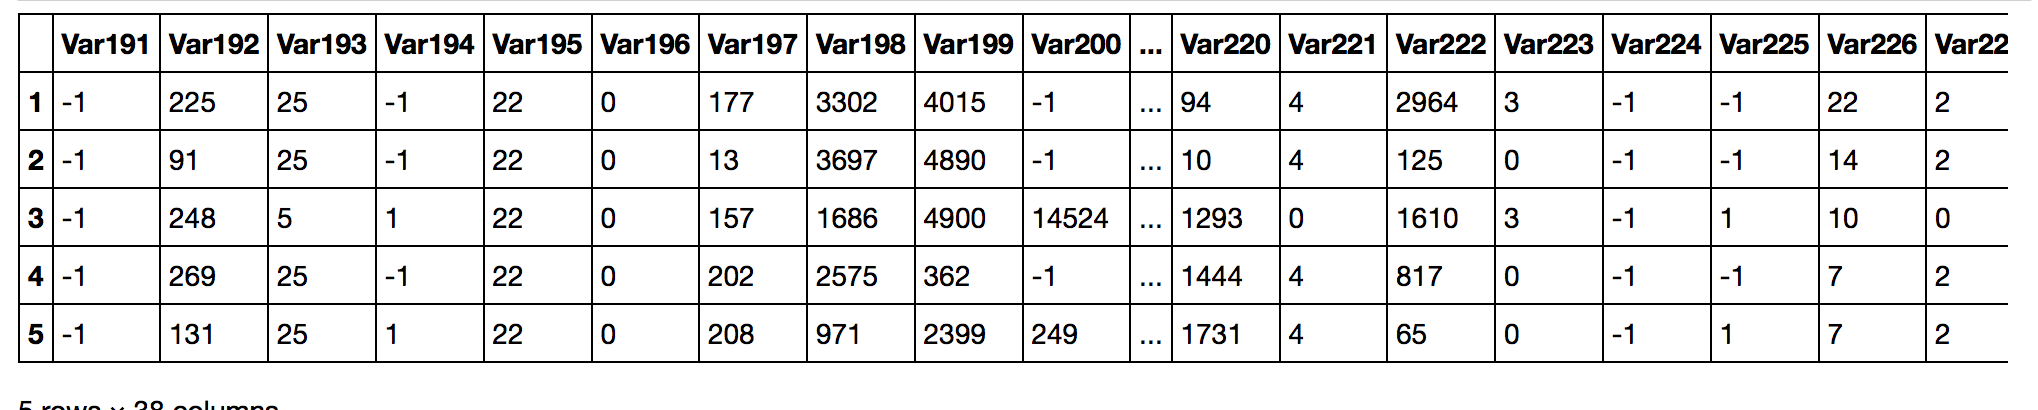 Var191 Var192 Var193 Var194 Var195 Var196 Var197 Var198 Var199 Var200 ... Var220 Var221 Var222 Var223 Var224 Var225 Var226 Var22
1 -1 225 25 -1 22 0 177 3302 4015 -1 ... 94 4 2964 3 -1 -1 22 2
2 -1 91 25 -1 22 0 13 3697 4890 -1 ... 10 4 125 0 -1 -1 14 2
3 -1 248 5 1 22 0 157 1686 4900 14524 ... 1293 0 1610 3 -1 1 10 0
4 -1 269 25 -1 22 0 202 2575 362 -1 ... 1444 4 817 0 -1 -1 7 2
5 -1 131 25 1 22 0 208 971 2399 249 ... 1731 4 65 0 -1 1 7 2
5 rows × 38 columns